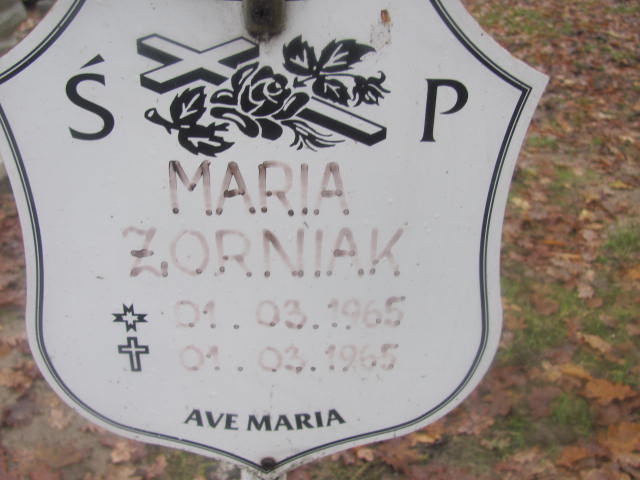 Ś P
MARIA
ZORNIAK
01.03.1965
01.03.1965
AVE MARIA